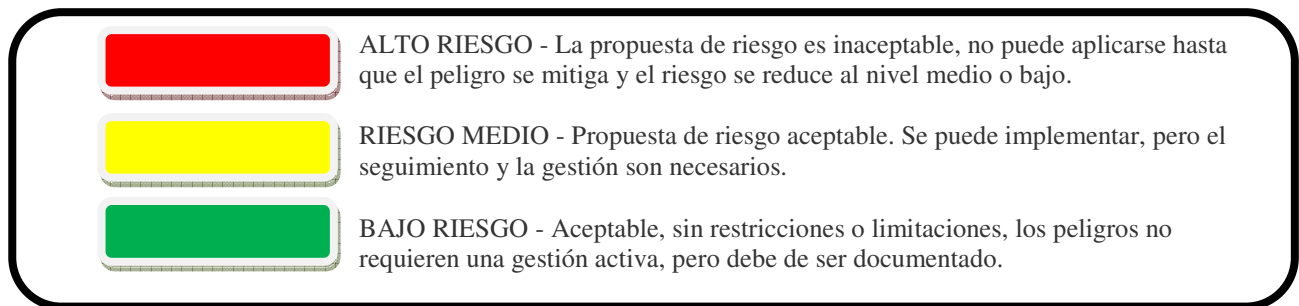 ALTO RIESGO - La propuesta de riesgo es inaceptable, no puede aplicarse hasta
que el peligro se mitiga y el riesgo se reduce al nivel medio o bajo.
RIESGO MEDIO - Propuesta de riesgo aceptable. Se puede implementar, pero el
seguimiento y la gestión son necesarios.
BAJO RIESGO - Aceptable, sin restricciones o limitaciones, los peligros no
requieren una gestión activa, pero debe de ser documentado.